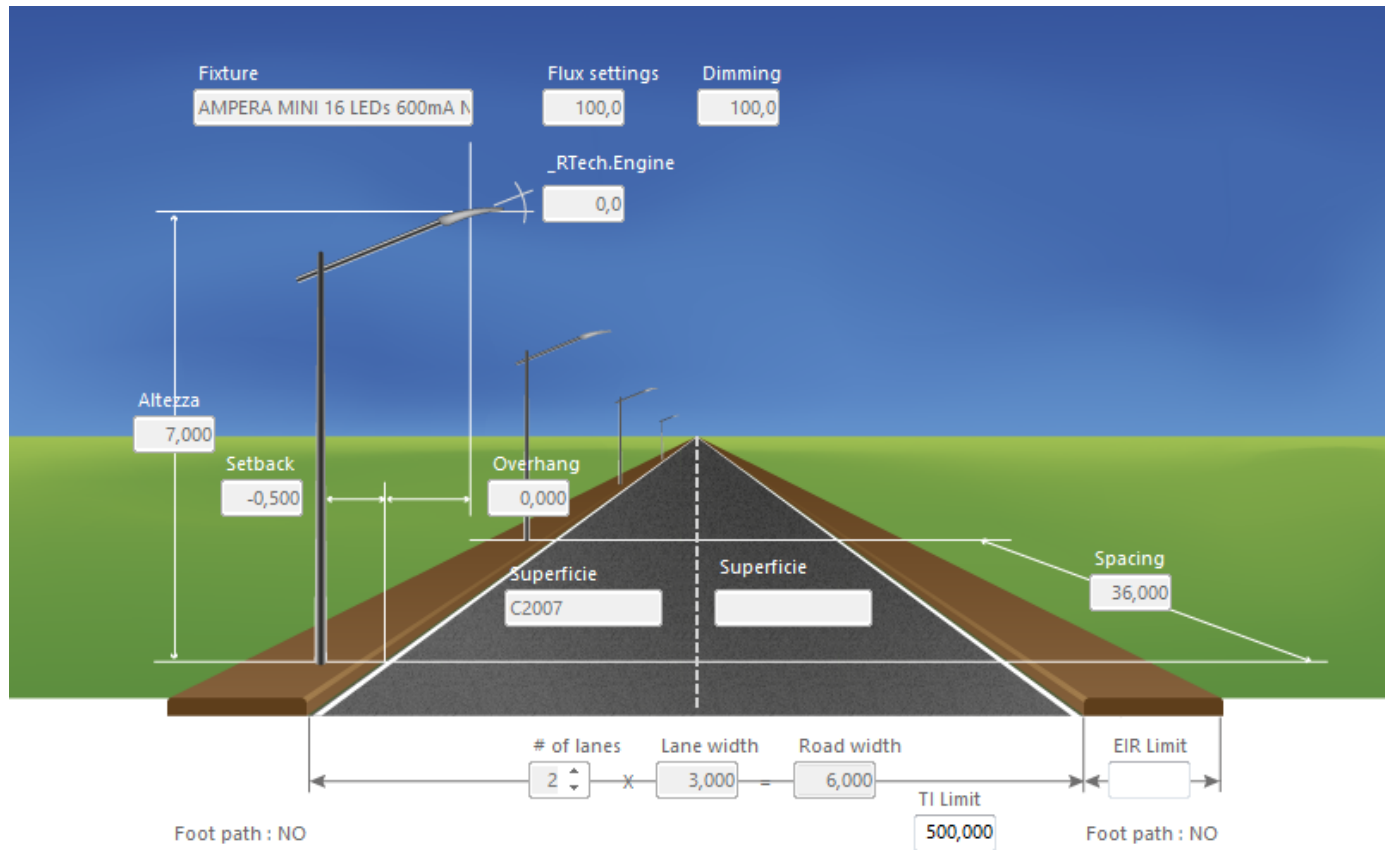 Fixture
AMPERA MINI 16 LEDs 600mA N
Flux settings
100,0
Dimming
100,0
_RTech.Engine
0,0
Altezza
7,000
Setback
-0,500
Overhang
0,000
Superficie
C2007
Superficie
Spacing
36,000
# of lanes
2
X
Lane width
3,000
=
Road width
6,000
EIR Limit
TI Limit
500,000
Foot path : NO
Foot path : NO